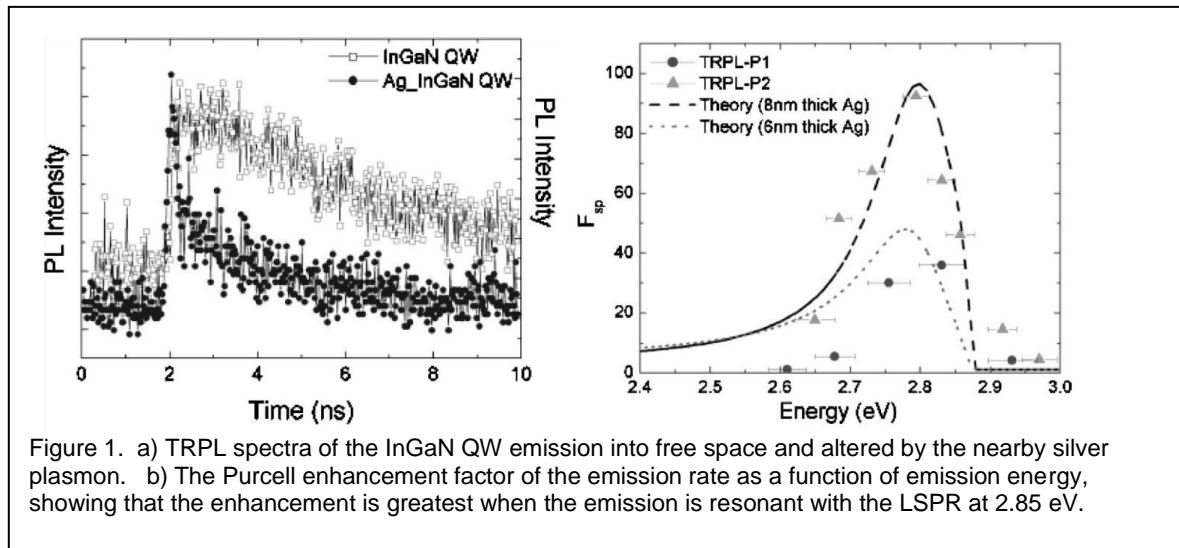 InGaN QW
Ag_InGaN QW
PL Intensity
0 2 4 6 8 10
Time (ns)
PL Intensity
TRPL-P1
TRPL-P2
Theory (8nm thick Ag)
Theory (6nm thick Ag)
100
80
60
40
20
0
F_sp
2.4 2.5 2.6 2.7 2.8 2.9 3.0
Energy (eV)
Figure 1. a) TRPL spectra of the InGaN QW emission into free space and altered by the nearby silver
plasmon. b) The Purcell enhancement factor of the emission rate as a function of emission energy,
showing that the enhancement is greatest when the emission is resonant with the LSPR at 2.85 eV.